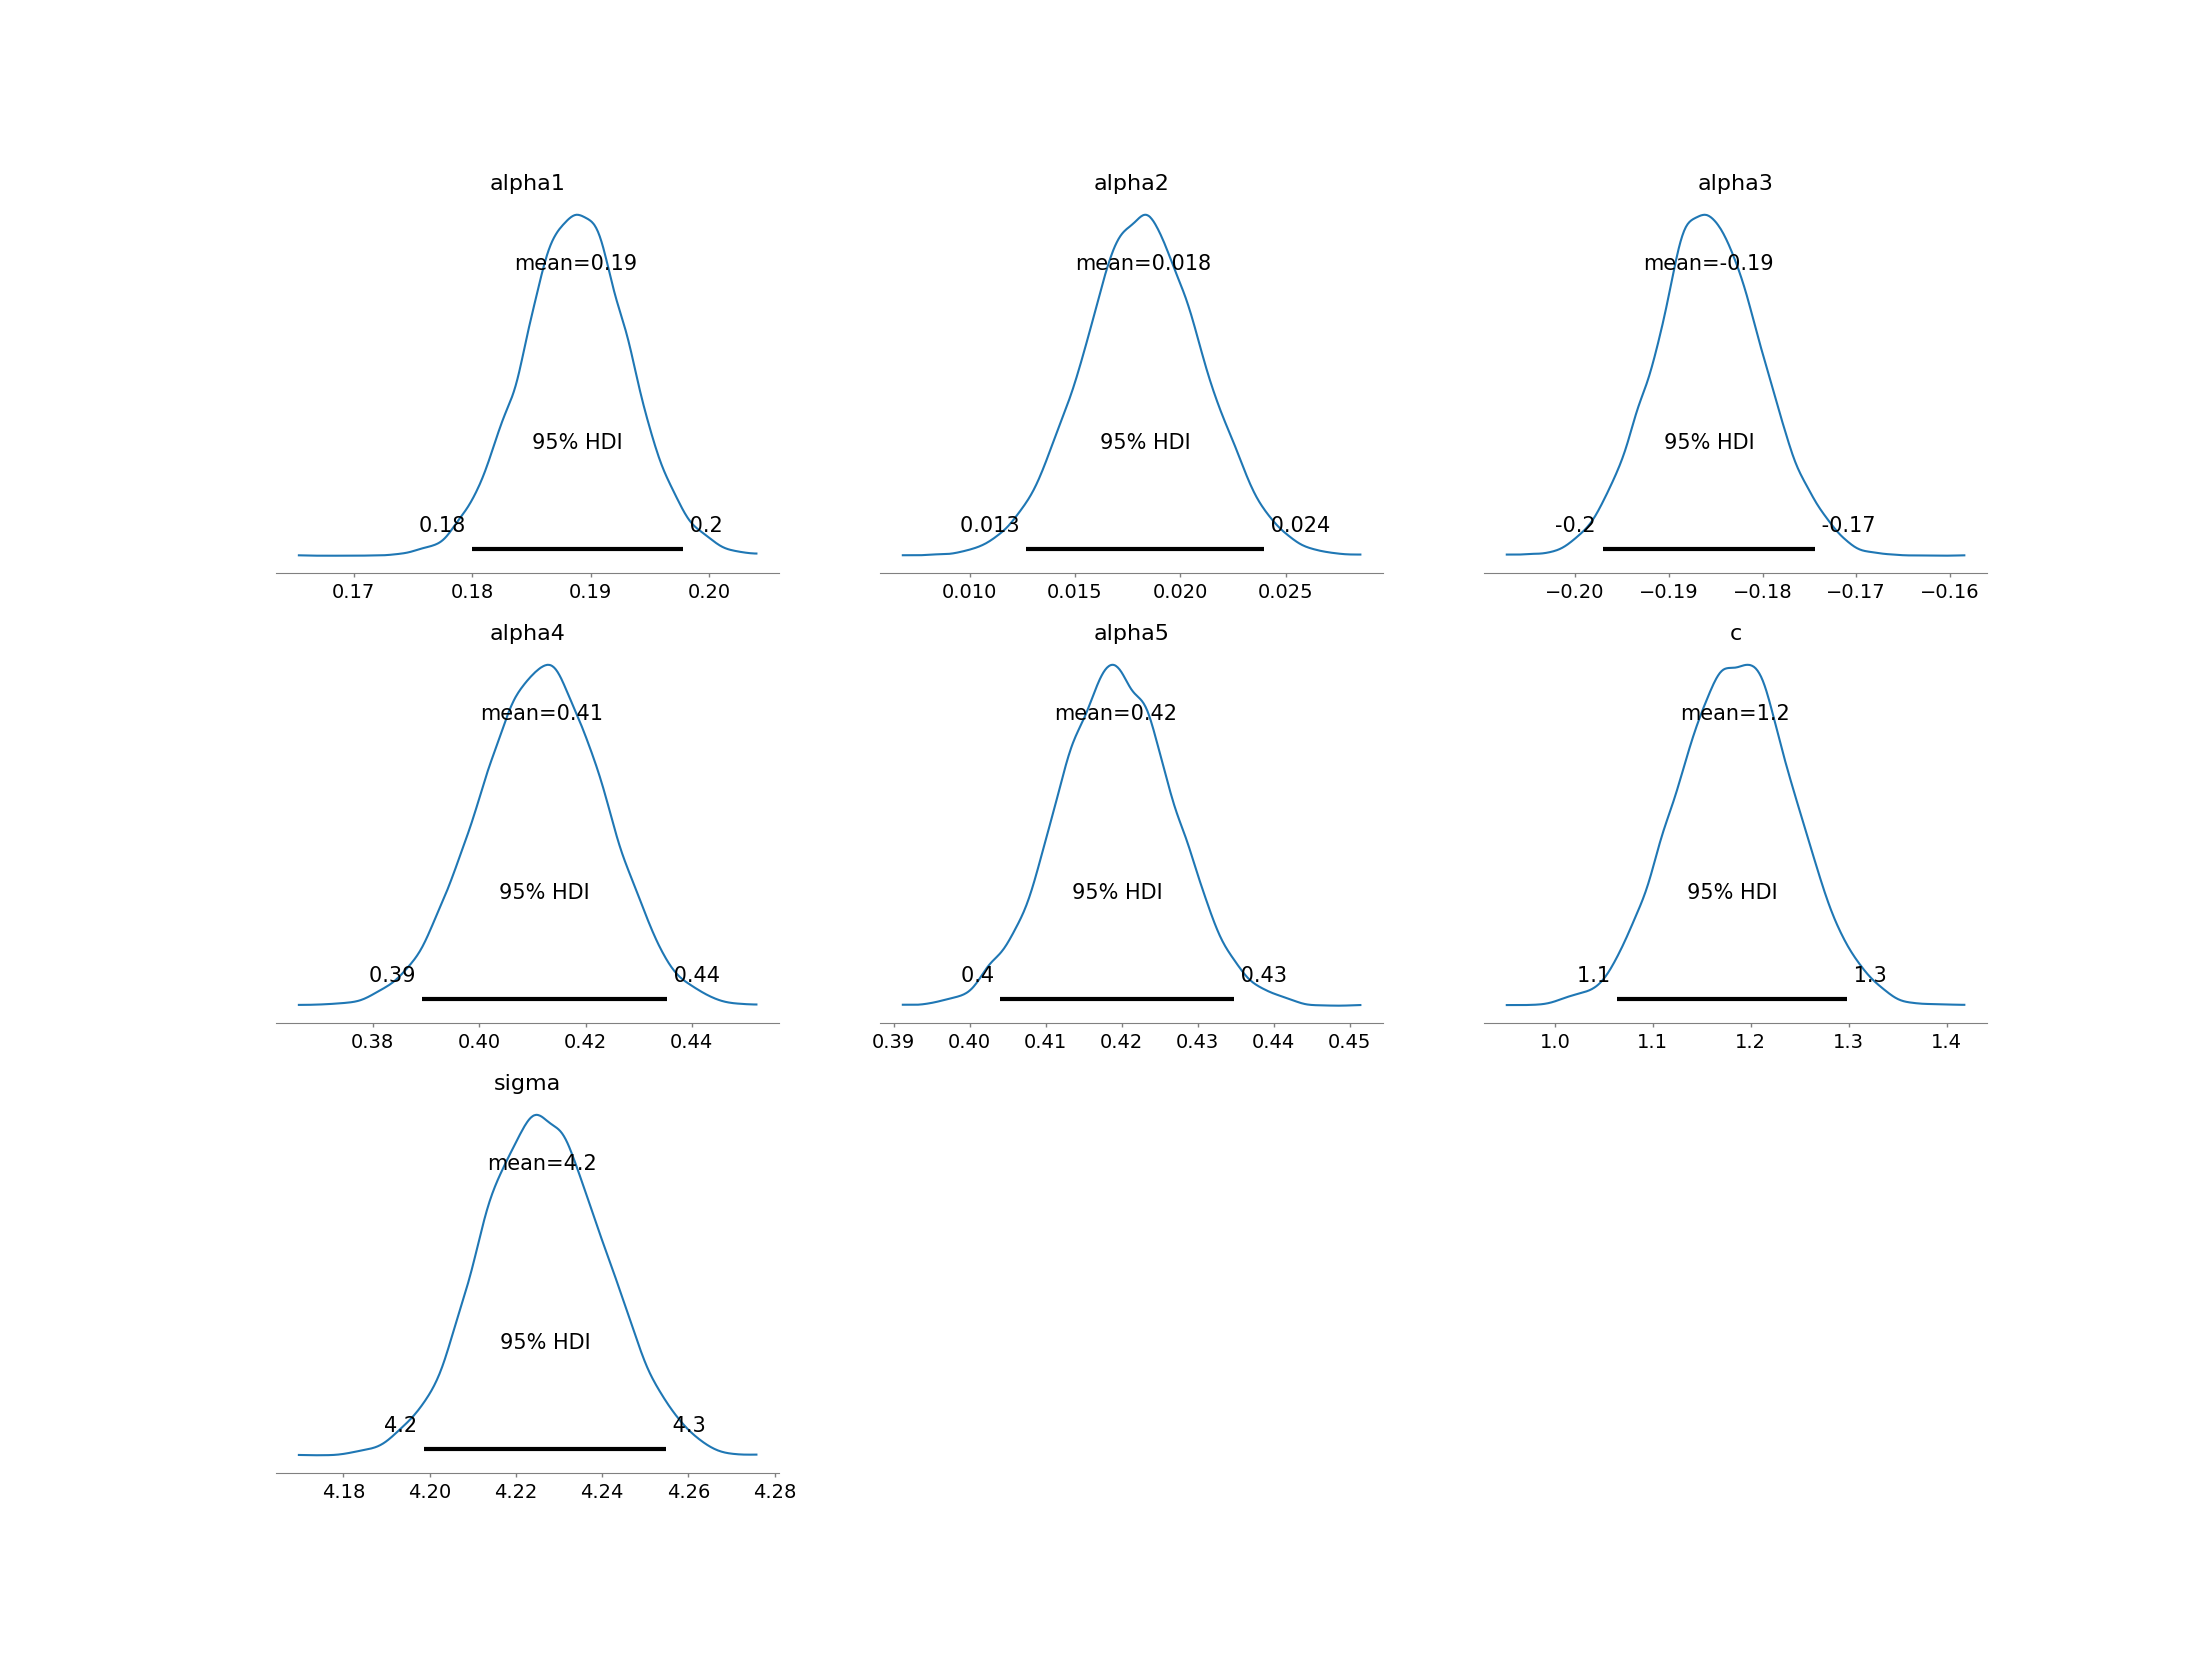 alpha1
mean=0.19
95% HDI
0.18 0.2
0.17 0.18 0.19 0.20
alpha2
mean=0.018
95% HDI
0.013 0.024
0.010 0.015 0.020 0.025
alpha3
mean=-0.19
95% HDI
-0.2 -0.17
−0.20 −0.19 −0.18 −0.17 −0.16
alpha4
mean=0.41
95% HDI
0.39 0.44
0.38 0.40 0.42 0.44
alpha5
mean=0.42
95% HDI
0.4 0.43
0.39 0.40 0.41 0.42 0.43 0.44 0.45
c
mean=1.2
95% HDI
1.1 1.3
1.0 1.1 1.2 1.3 1.4
sigma
mean=4.2
95% HDI
4.2 4.3
4.18 4.20 4.22 4.24 4.26 4.28